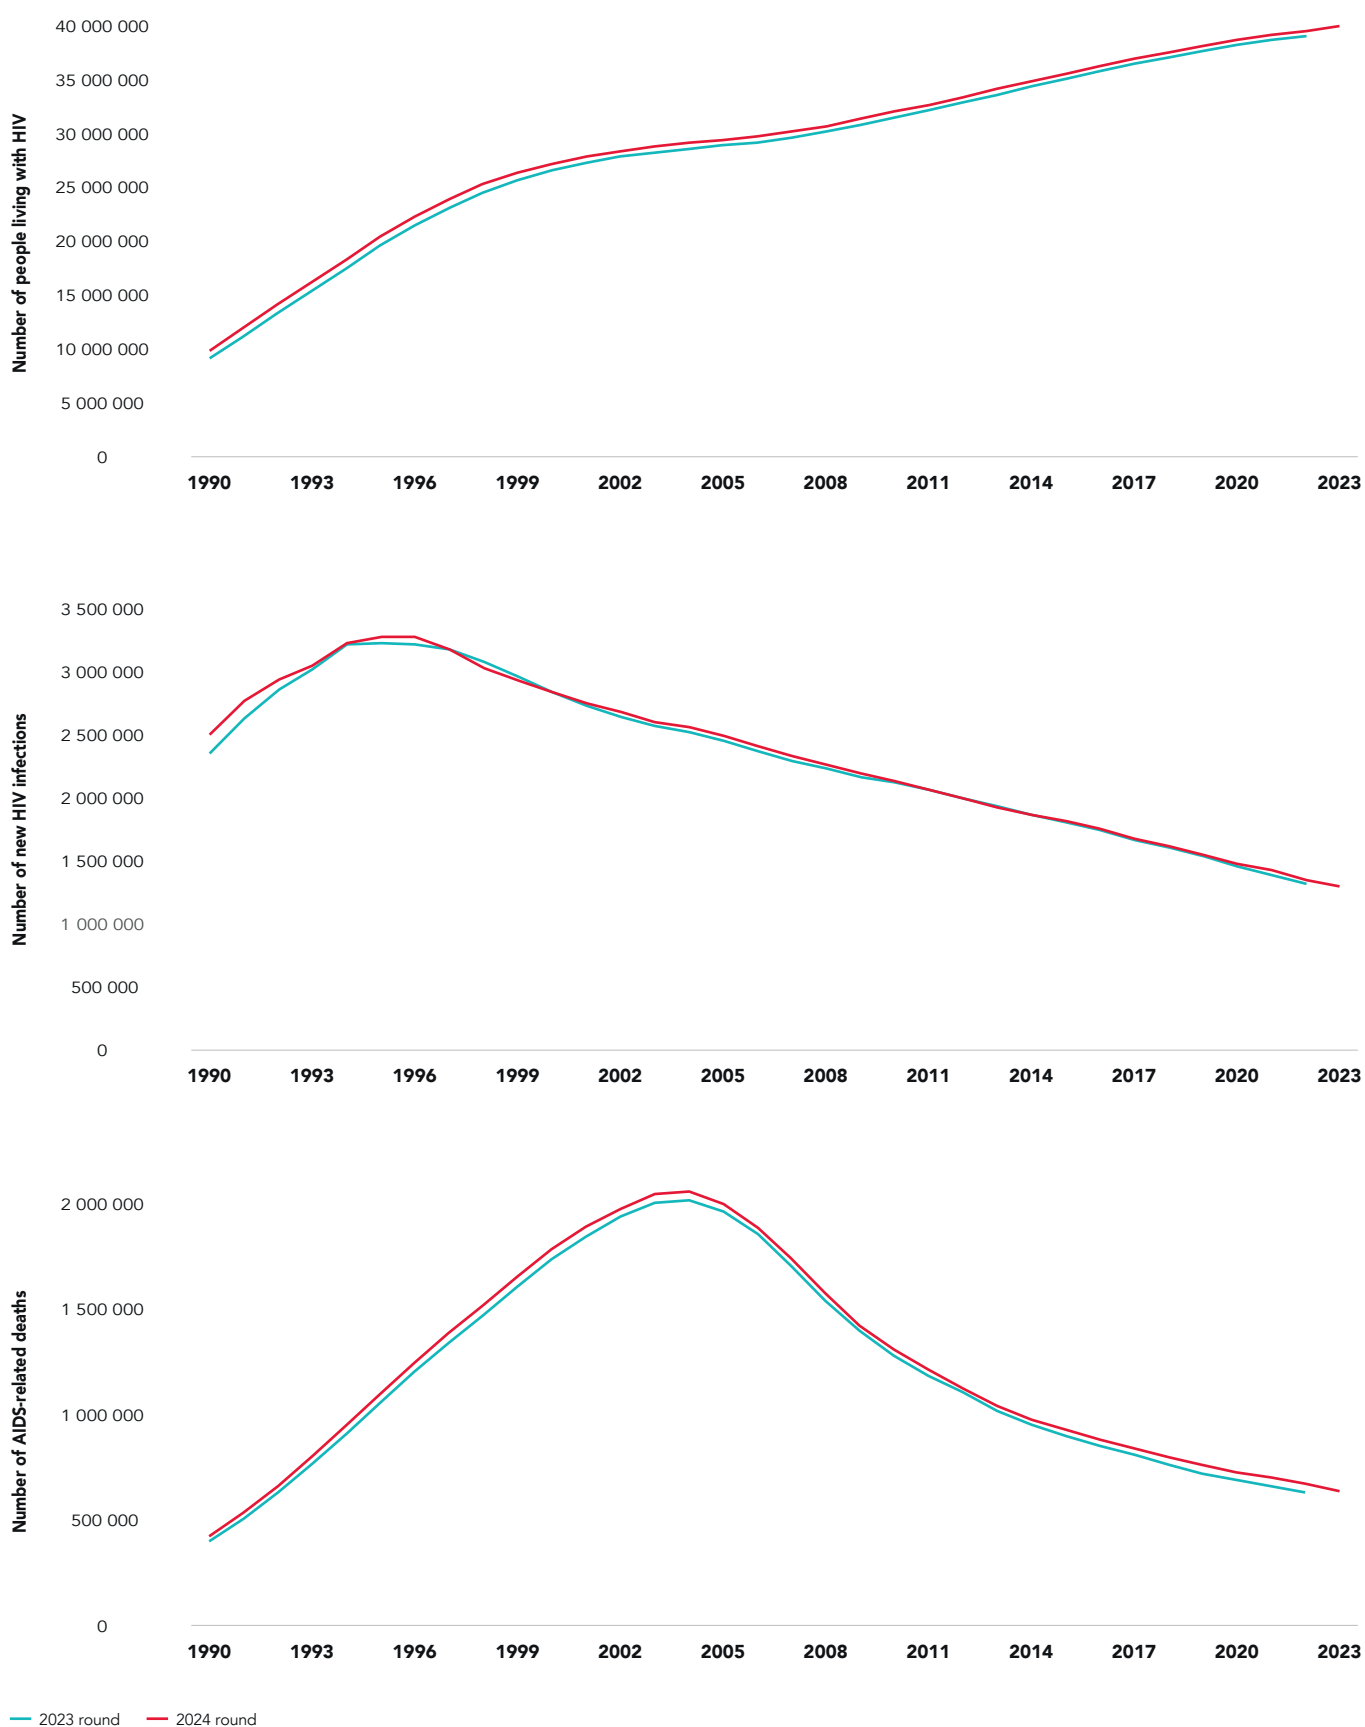 Number of people living with HIV
40 000 000
35 000 000
30 000 000
25 000 000
20 000 000
15 000 000
10 000 000
5 000 000
0
1990 1993 1996 1999 2002 2005 2008 2011 2014 2017 2020 2023
Number of new HIV infections
3 500 000
3 000 000
2 500 000
2 000 000
1 500 000
1 000 000
500 000
0
1990 1993 1996 1999 2002 2005 2008 2011 2014 2017 2020 2023
Number of AIDS-related deaths
2 000 000
1 500 000
1 000 000
500 000
0
1990 1993 1996 1999 2002 2005 2008 2011 2014 2017 2020 2023
2023 round 2024 round